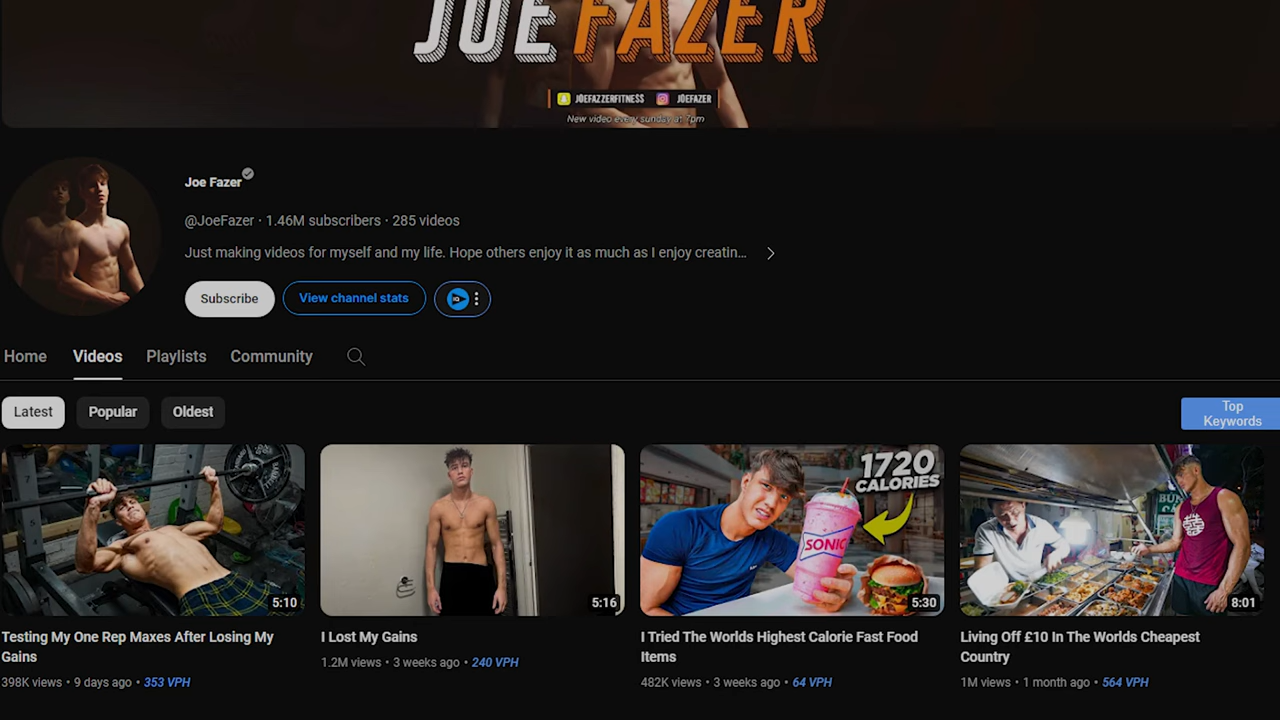 JOE FAZER
JOEFAZZERFITNESS JOEFAZER
New video every sunday at 7pm
Joe Fazer
@JoeFazer · 1.46M subscribers · 285 videos
Just making videos for myself and my life. Hope others enjoy it as much as I enjoy creatin...
Subscribe View channel stats
Home Videos Playlists Community
Latest Popular Oldest
Top
Keywords
5:10
5:16
1720
CALORIES
SONIC
5:30
8:01
Testing My One Rep Maxes After Losing My
Gains
398K views • 9 days ago • 353 VPH
I Lost My Gains
1.2M views • 3 weeks ago • 240 VPH
I Tried The Worlds Highest Calorie Fast Food
Items
482K views • 3 weeks ago • 64 VPH
Living Off £10 In The Worlds Cheapest
Country
1M views • 1 month ago • 564 VPH